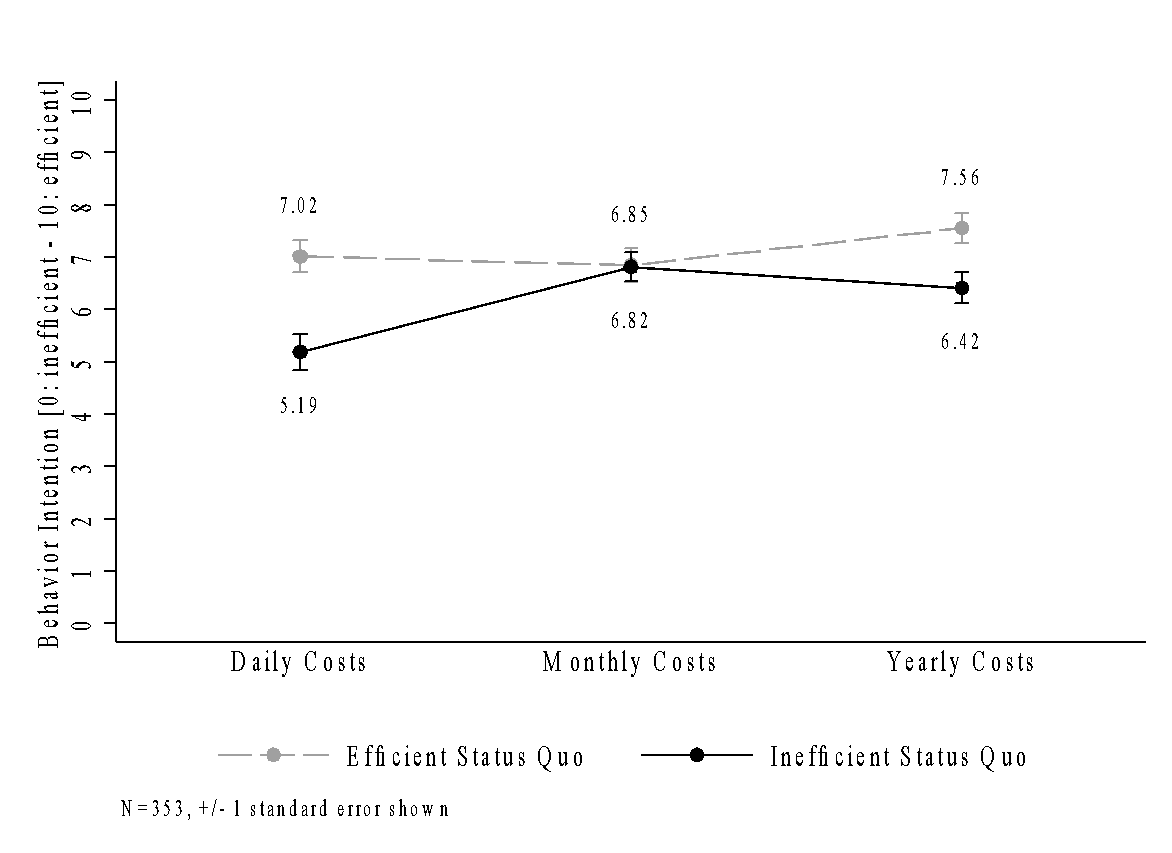 Behavior Intention [0: inefficient - 10: efficient]
10
9
8
7
6
5
4
3
2
1
0
7.02
6.85
7.56
5.19
6.82
6.42
Daily Costs
Monthly Costs
Yearly Costs
Efficient Status Quo
Inefficient Status Quo
N=353, +/- 1 standard error shown